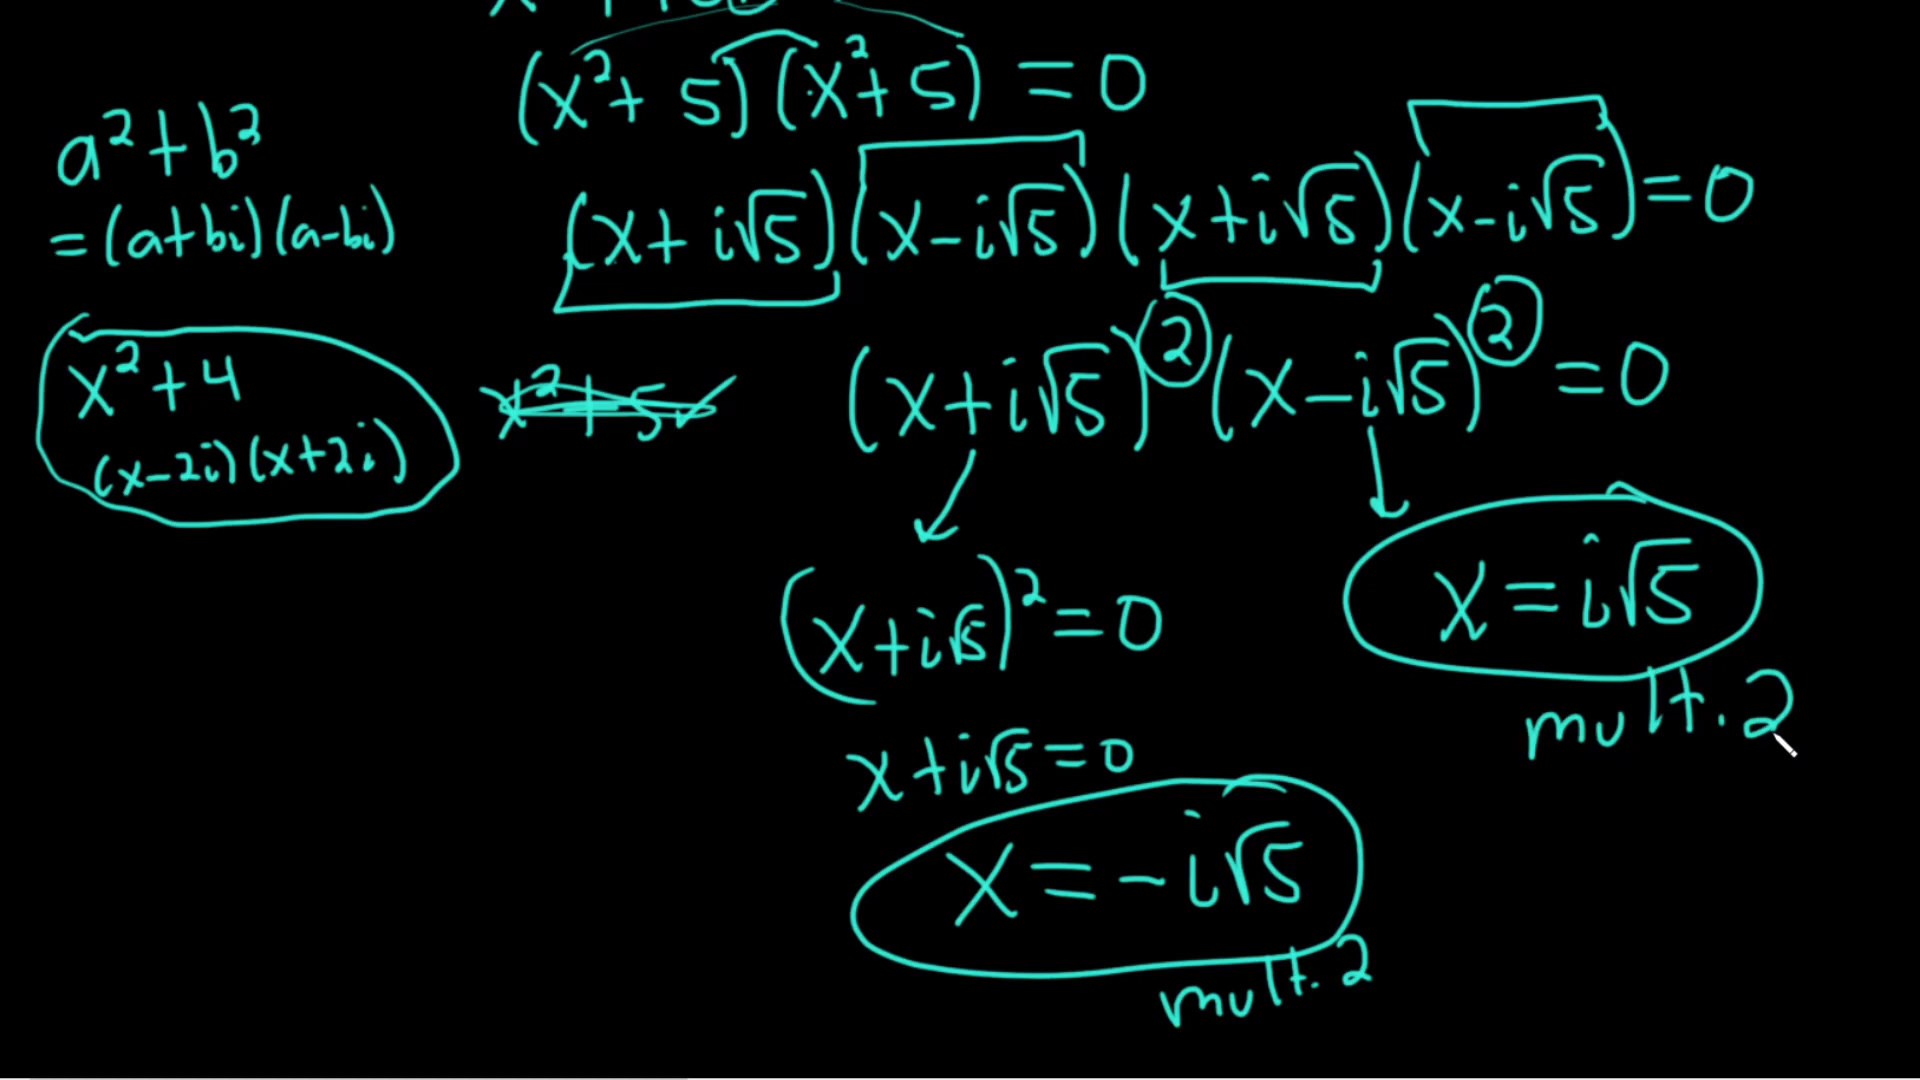 (x²+ 5)(x²+ 5) = 0
a²+b²
=(a+bi)(a-bi)
(x+ i√5)(x-i√5)(x+i√5)(x-i√5)=0
x²+4
(x-2i)(x+2i)
(x+i√5)²(x-i√5)²=0
(x+i√5)²=0
x=i√5
mult.2
x+i√5=0
x=-i√5
mult.2